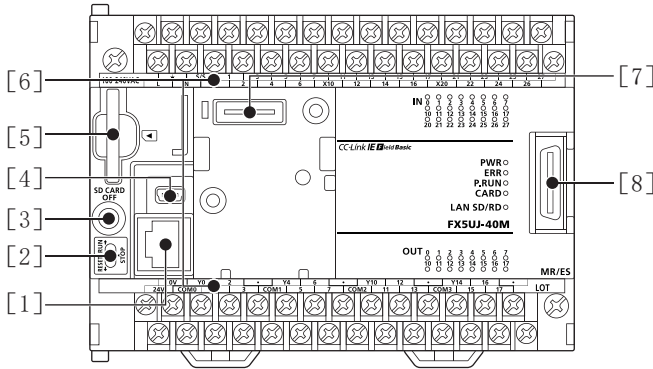 [6]
[7]
100-240VAC
L N 2 4 6 X10 12 14 16 X20 22 24 26
[5]
IN 0 1 2 3 4 5 6 7
10 11 12 13 14 15 16 17
20 21 22 23 24 25 26 27
CC-Link IE Field Basic
[4]
PWR
ERR
P.RUN
CARD
LAN SD/RD
[8]
SD CARD
OFF
[3]
FX5UJ-40M
[2]
RESET RUN
STOP
OUT 0 1 2 3 4 5 6 7
10 11 12 13 14 15 16 17
[1]
MR/ES
0V Y0 2 • Y4 6 • Y10 12 • Y14 16 •
24V COM0 1 3 COM1 5 7 COM2 11 13 COM3 15 17
LOT